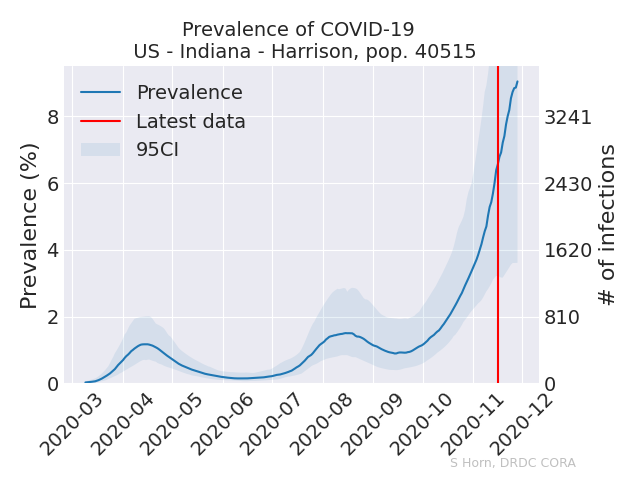 Prevalence of COVID-19
US - Indiana - Harrison, pop. 40515
Prevalence
Latest data
95CI
Prevalence (%)
8
6
4
2
0
3241
2430
1620
810
0
# of infections
2020-03
2020-04
2020-05
2020-06
2020-07
2020-08
2020-09
2020-10
2020-11
2020-12
S Horn, DRDC CORA